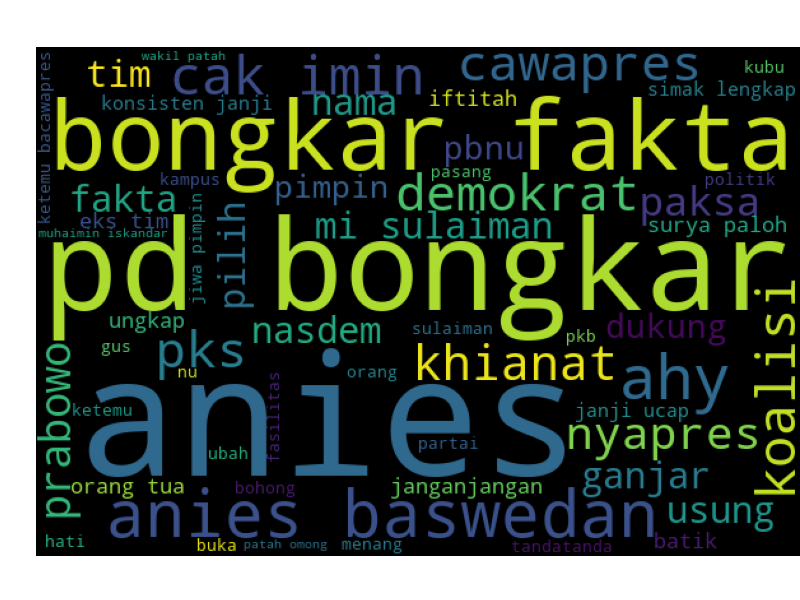 wakil patah
tim
cak imin
cawapres
kubu
ketemu bacawapres
konsisten janji
nama
iftitah
simak lengkap
bongkar fakta
pbnu
pasang
kampus
pimpin
demokrat
politik
fakta
paksa
eks tim
mi sulaiman
surya paloh
muhaimin iskandar
jiwa pimpin
pilih
pd bongkar
ungkap
nasdem
sulaiman
pkb
dukung
koalisi
gus
pks
nu
orang
khianat
ahy
prabowo
anies
ketemu
fasilitas
janji ucap
nyapres
ubah
partai
orang tua
bohong
janganjangan
ganjar
anies baswedan
usung
hati
buka
patah omong
menang
tandatanda
batik